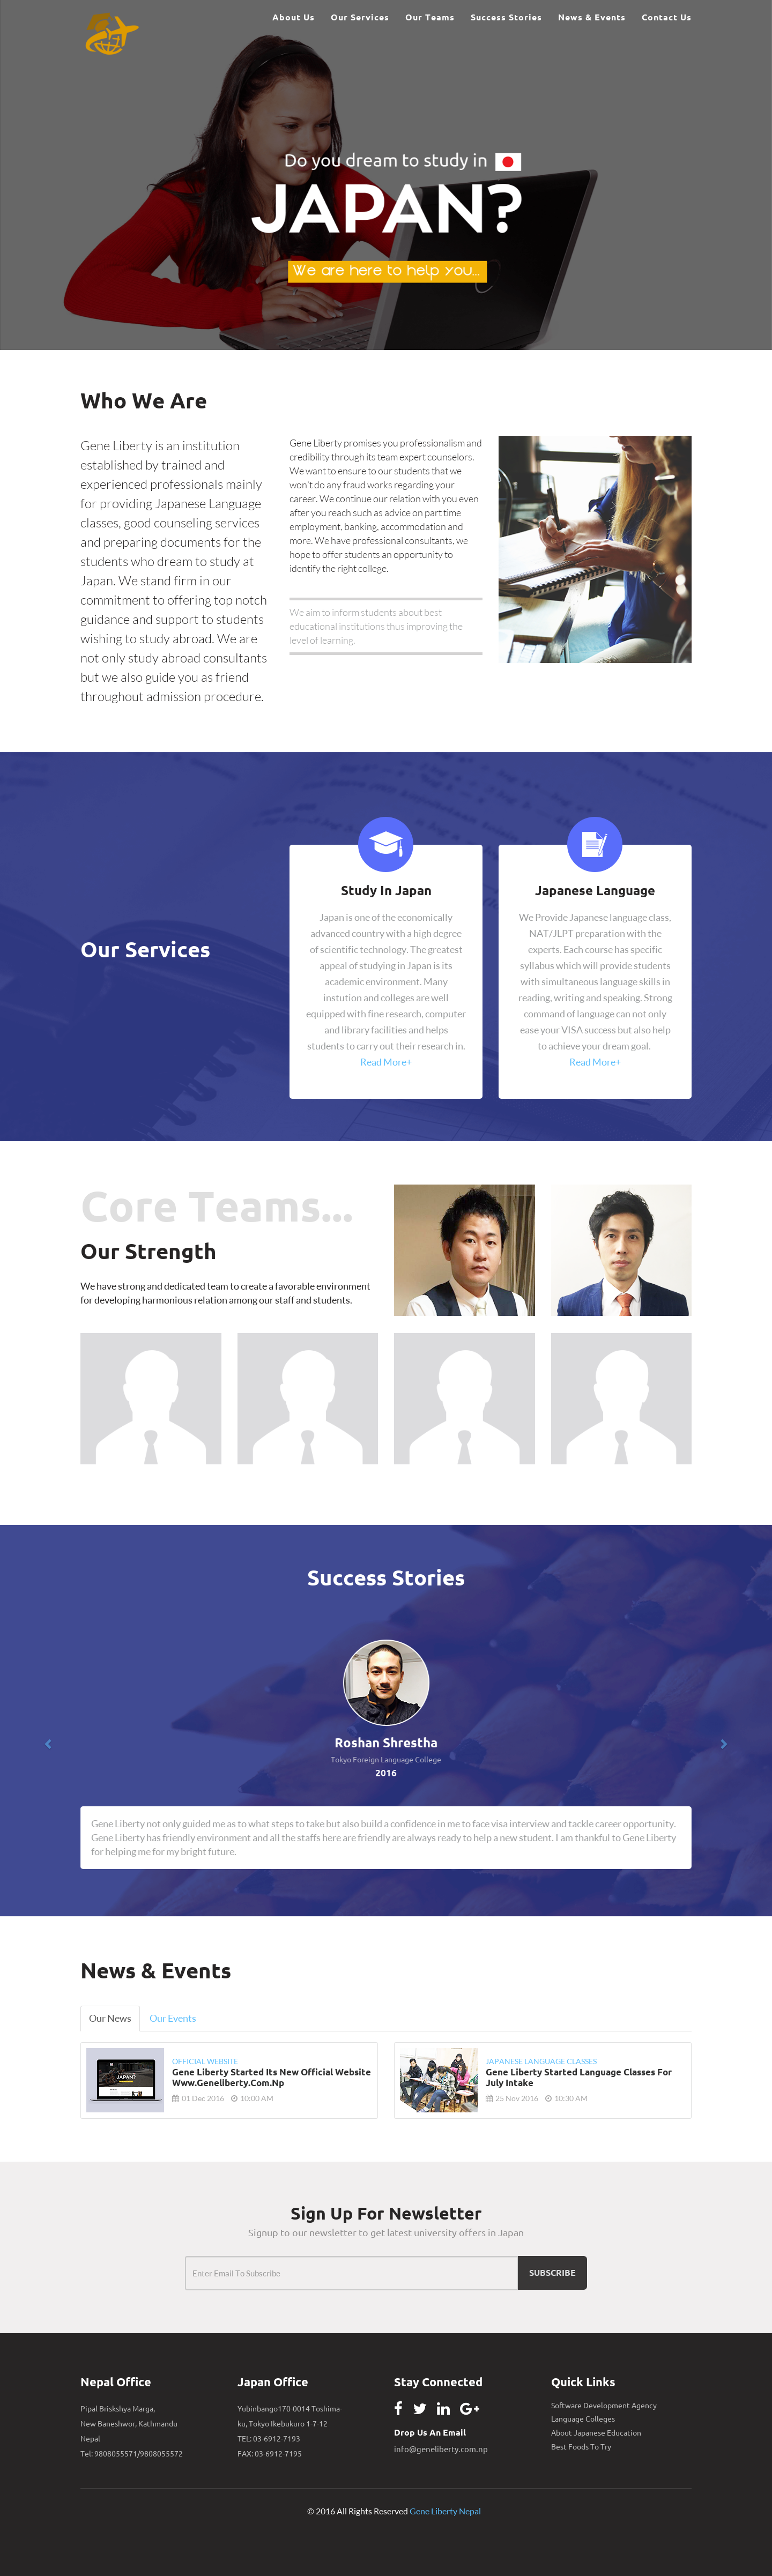 About Us Our Services Our Teams Success Stories News & Events Contact Us
Do you dream to study in
JAPAN?
We are here to help you...
Who We Are
Gene Liberty is an institution
established by trained and
experienced professionals mainly
for providing Japanese Language
classes, good counseling services
and preparing documents for the
students who dream to study at
Japan. We stand firm in our
commitment to offering top notch
guidance and support to students
wishing to study abroad. We are
not only study abroad consultants
but we also guide you as friend
throughout admission procedure.
Gene Liberty promises you professionalism and
credibility through its team expert counselors.
We want to ensure to our students that we
won't do any fraud works regarding your
career. We continue our relation with you even
after you reach such as advice on part time
employment, banking, accommodation and
more. We have professional consultants, we
hope to offer students an opportunity to
identify the right college.
We aim to inform students about best
educational institutions thus improving the
level of learning.
Our Services
Study In Japan
Japan is one of the economically
advanced country with a high degree
of scientific technology. The greatest
appeal of studying in Japan is its
academic environment. Many
instution and colleges are well
equipped with fine research, computer
and library facilities and helps
students to carry out their research in.
Read More+
Japanese Language
We Provide Japanese language class,
NAT/JLPT preparation with the
experts. Each course has specific
syllabus which will provide students
with simultaneous language skills in
reading, writing and speaking. Strong
command of language can not only
ease your VISA success but also help
to achieve your dream goal.
Read More+
Core Teams...
Our Strength
We have strong and dedicated team to create a favorable environment
for developing harmonious relation among our staff and students.
Success Stories
Roshan Shrestha
Tokyo Foreign Language College
2016
Gene Liberty not only guided me as to what steps to take but also build a confidence in me to face visa interview and tackle career opportunity.
Gene Liberty has friendly environment and all the staffs here are friendly are always ready to help a new student. I am thankful to Gene Liberty
for helping me for my bright future.
News & Events
Our News Our Events
OFFICIAL WEBSITE
Gene Liberty Started Its New Official Website
Www.Geneliberty.Com.Np
01 Dec 2016 10:00 AM
JAPANESE LANGUAGE CLASSES
Gene Liberty Started Language Classes For
July Intake
25 Nov 2016 10:30 AM
Sign Up For Newsletter
Signup to our newsletter to get latest university offers in Japan
Enter Email To Subscribe SUBSCRIBE
Nepal Office
Pipal Briskshya Marga,
New Baneshwor, Kathmandu
Nepal
Tel: 9808055571/9808055572
Japan Office
Yubinbango170-0014 Toshima-
ku, Tokyo Ikebukuro 1-7-12
TEL: 03-6912-7193
FAX: 03-6912-7195
Stay Connected
Drop Us An Email
info@geneliberty.com.np
Quick Links
Software Development Agency
Language Colleges
About Japanese Education
Best Foods To Try
© 2016 All Rights Reserved Gene Liberty Nepal